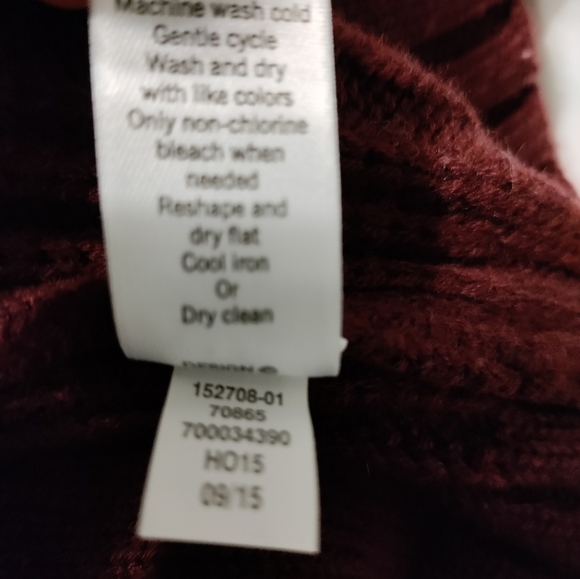 Machine wash cold
Gentle cycle
Wash and dry
with like colors
Only non-chlorine
bleach when
needed
Reshape and
dry flat
Cool iron
Or
Dry clean
152708-01
70865
700034390
HO15
09/15